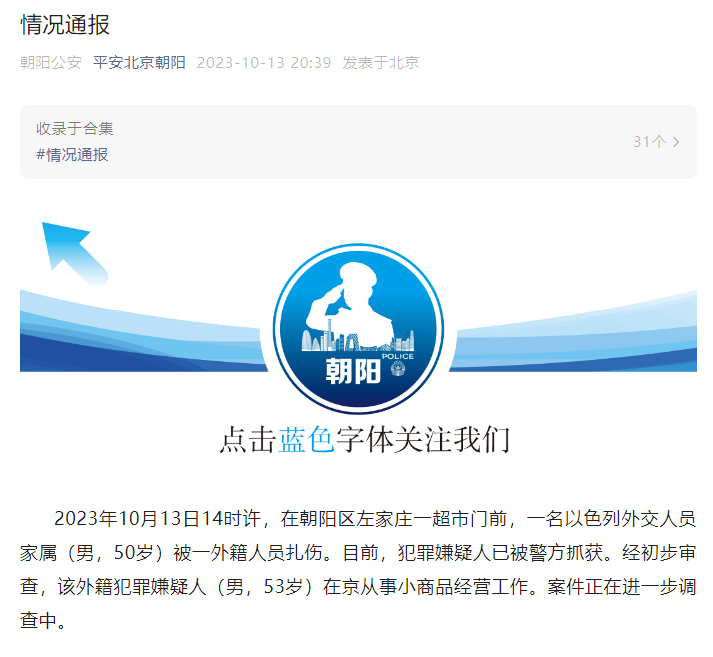 情况通报
朝阳公安 平安北京朝阳 2023-10-13 20:39 发表于北京
收录于合集
#情况通报
31个
朝阳
POLICE
点击蓝色字体关注我们
2023年10月13日14时许，在朝阳区左家庄一超市门前，一名以色列外交人员
家属（男，50岁）被一外籍人员扎伤。目前，犯罪嫌疑人已被警方抓获。经初步审
查，该外籍犯罪嫌疑人（男，53岁）在京从事小商品经营工作。案件正在进一步调
查中。